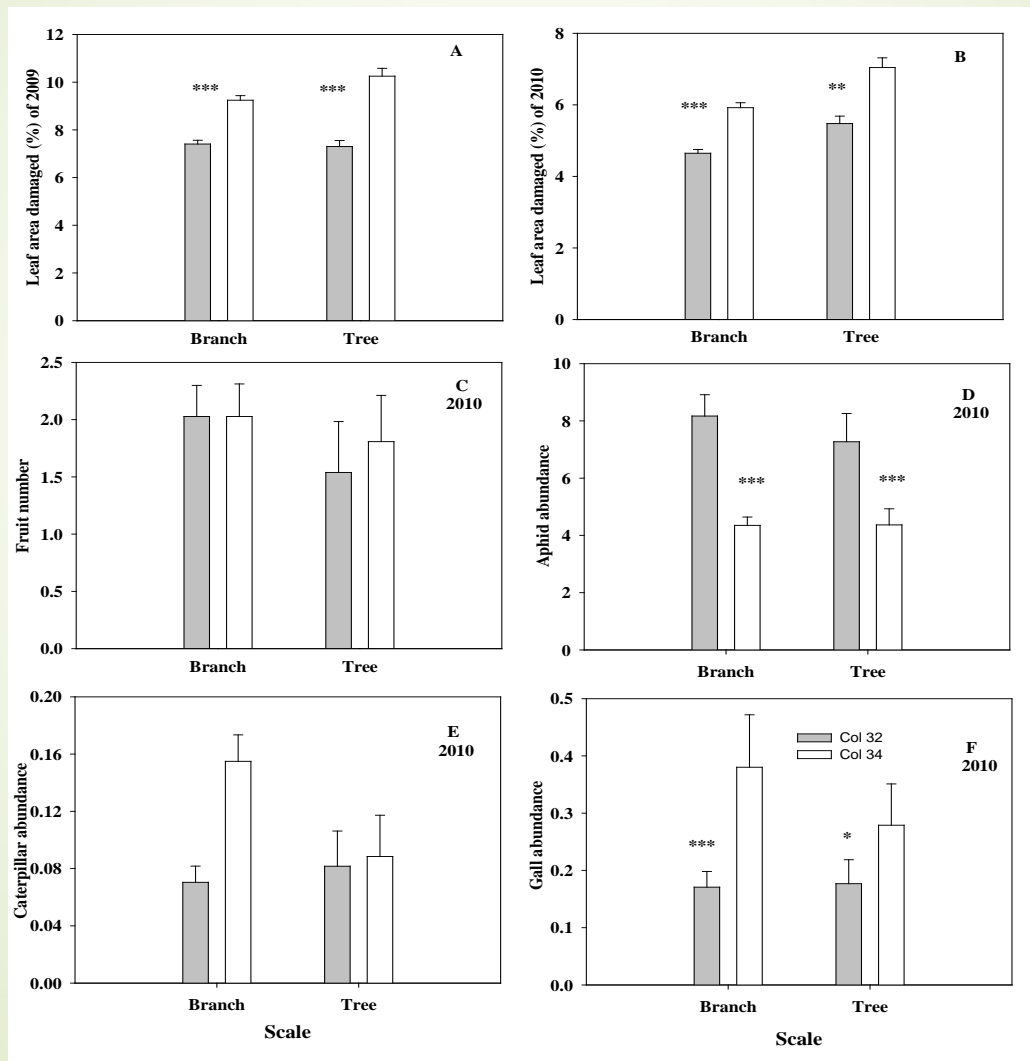 A
Leaf area damaged (%) of 2009
12
10
8
6
4
2
0
***
***
Branch
Tree
B
Leaf area damaged (%) of 2010
8
6
4
2
0
***
**
Branch
Tree
C
2010
Fruit number
2.5
2.0
1.5
1.0
0.5
0.0
Branch
Tree
D
2010
Aphid abundance
10
8
6
4
2
0
***
***
Branch
Tree
E
2010
Caterpillar abundance
0.20
0.16
0.12
0.08
0.04
0.00
Branch
Tree
Scale
F
2010
Gall abundance
0.5
0.4
0.3
0.2
0.1
0.0
Col 32
Col 34
***
*
Branch
Tree
Scale